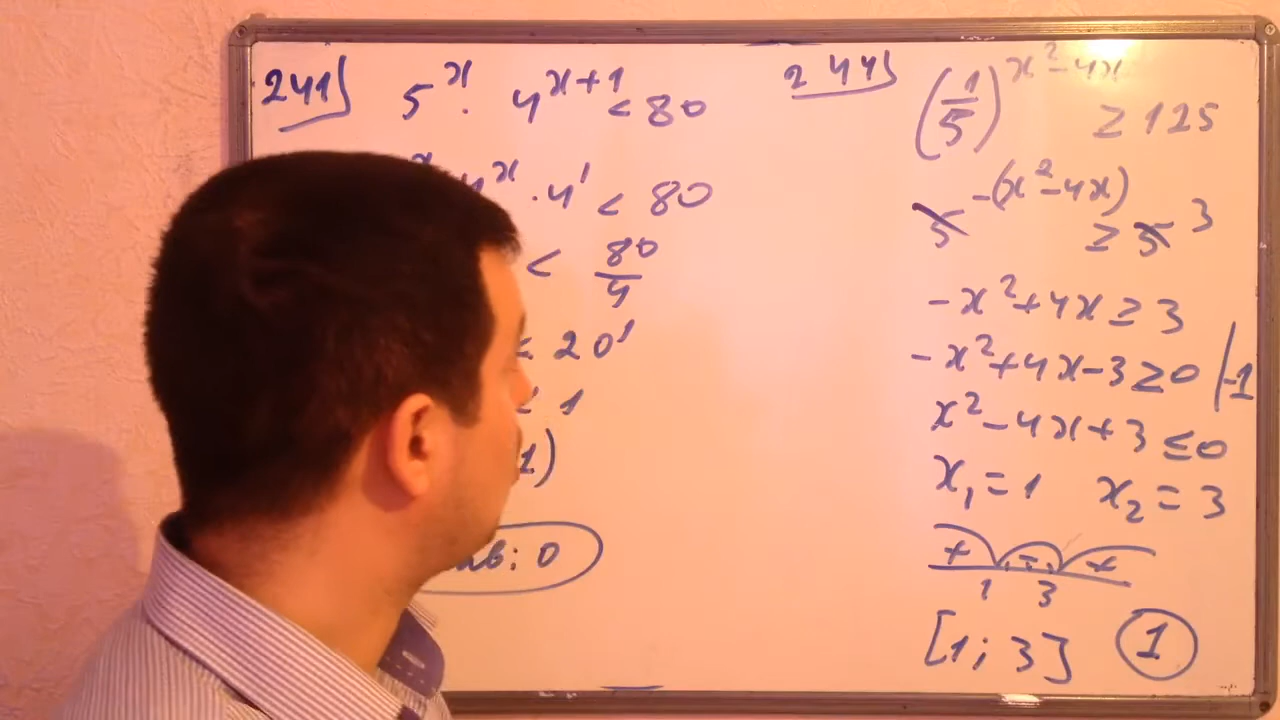 241)
5^x · 4^(x+1) < 80
4^x · 4^1 < 80
< 80/4
< 20^1
< 1
1)
: 0
244)
(1/5)^(x²-4x) ≥ 125
5^(-(x²-4x)) ≥ 5^3
-x²+4x ≥ 3
-x²+4x-3 ≥ 0 |-1
x²-4x+3 ≤ 0
x₁ = 1 x₂ = 3
+ - +
1 3
[1; 3] 1